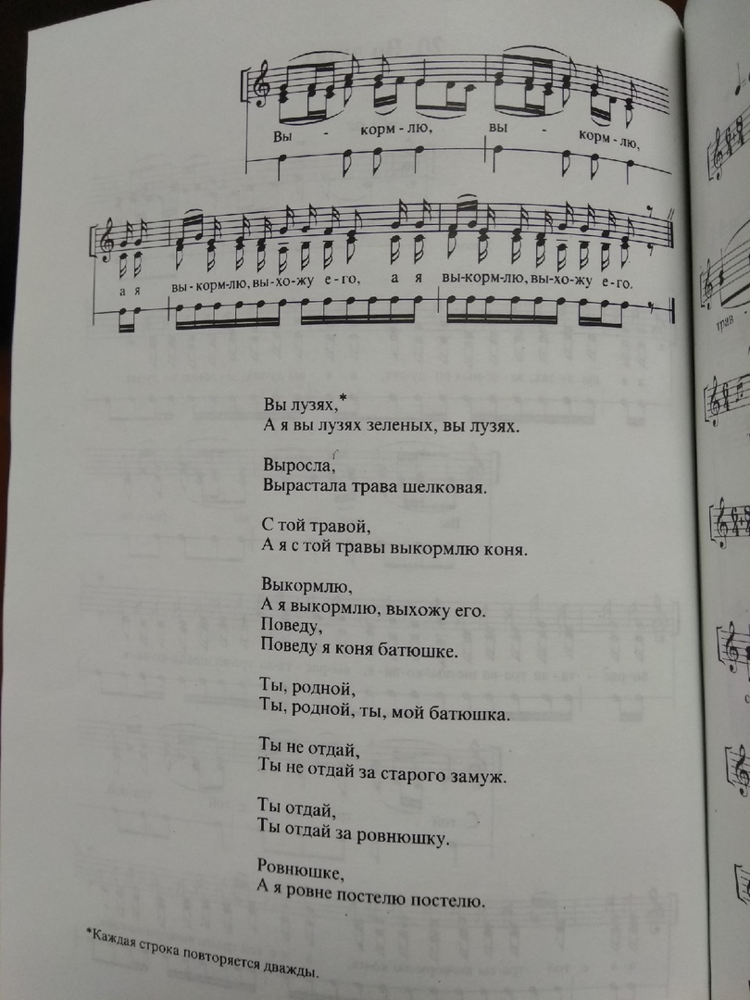 Вы - корм - лю, вы - корм - лю,
а я вы - корм-лю, вы-хо-жу е - го, а я вы-корм-лю, вы-хо-жу е - го.
Вы лузях,*
А я вы лузях зеленых, вы лузях.
Выросла,
Вырастала трава шелковая.
С той травой,
А я с той травы выкормлю коня.
Выкормлю,
А я выкормлю, выхожу его.
Поведу,
Поведу я коня батюшке.
Ты, родной,
Ты, родной, ты, мой батюшка.
Ты не отдай,
Ты не отдай за старого замуж.
Ты отдай,
Ты отдай за ровнюшку.
Ровнюшке,
А я ровне постелю постелю.
*Каждая строка повторяется дважды.
трав -